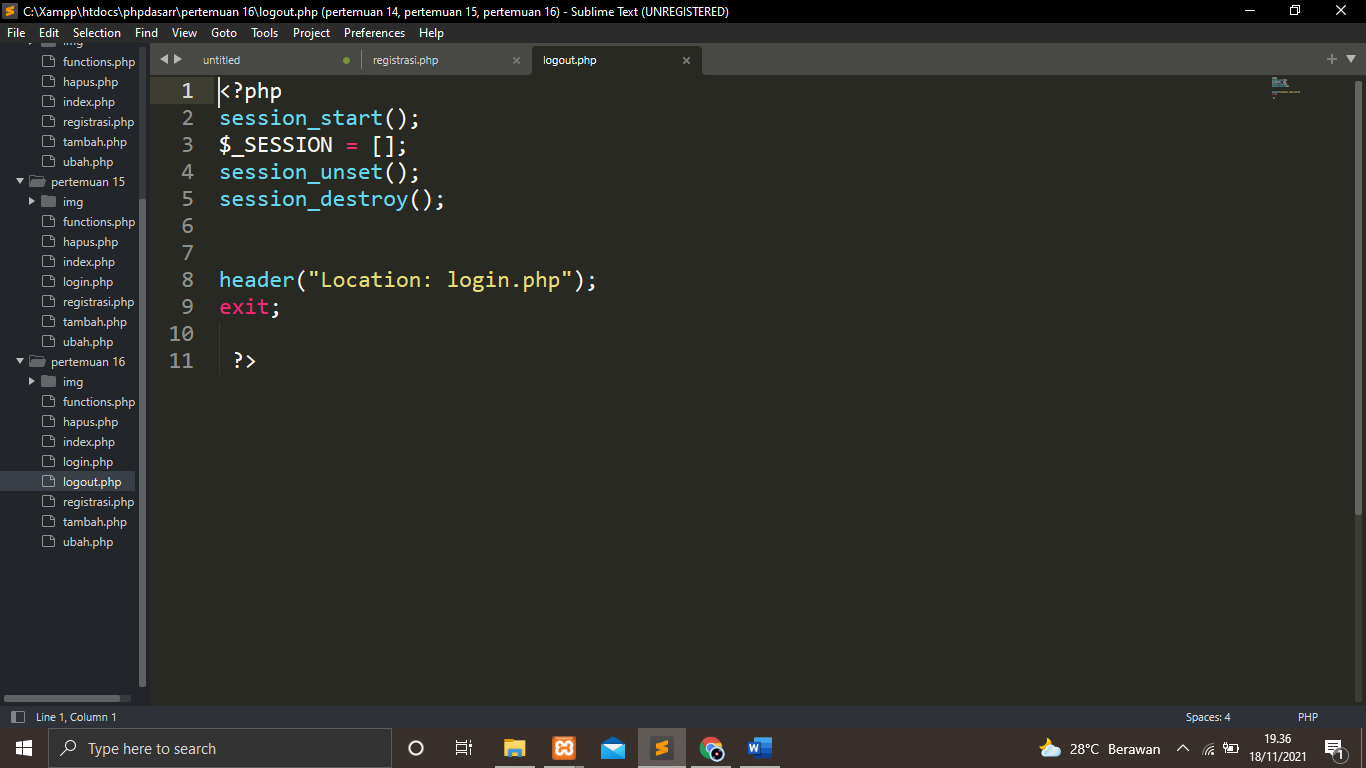 C:\Xampp\htdocs\phpdasarr\pertemuan 16\logout.php (pertemuan 14, pertemuan 15, pertemuan 16) - Sublime Text (UNREGISTERED)
File Edit Selection Find View Goto Tools Project Preferences Help
img
functions.php
hapus.php
index.php
registrasi.php
tambah.php
ubah.php
pertemuan 15
img
functions.php
hapus.php
index.php
login.php
registrasi.php
tambah.php
ubah.php
pertemuan 16
img
functions.php
hapus.php
index.php
login.php
logout.php
registrasi.php
tambah.php
ubah.php
untitled registrasi.php logout.php
1 <?php
2 session_start();
3 $_SESSION = [];
4 session_unset();
5 session_destroy();
6
7
8 header("Location: login.php");
9 exit;
10
11 ?>
Line 1, Column 1 Spaces: 4 PHP
Type here to search
28°C Berawan
19.36
18/11/2021
1